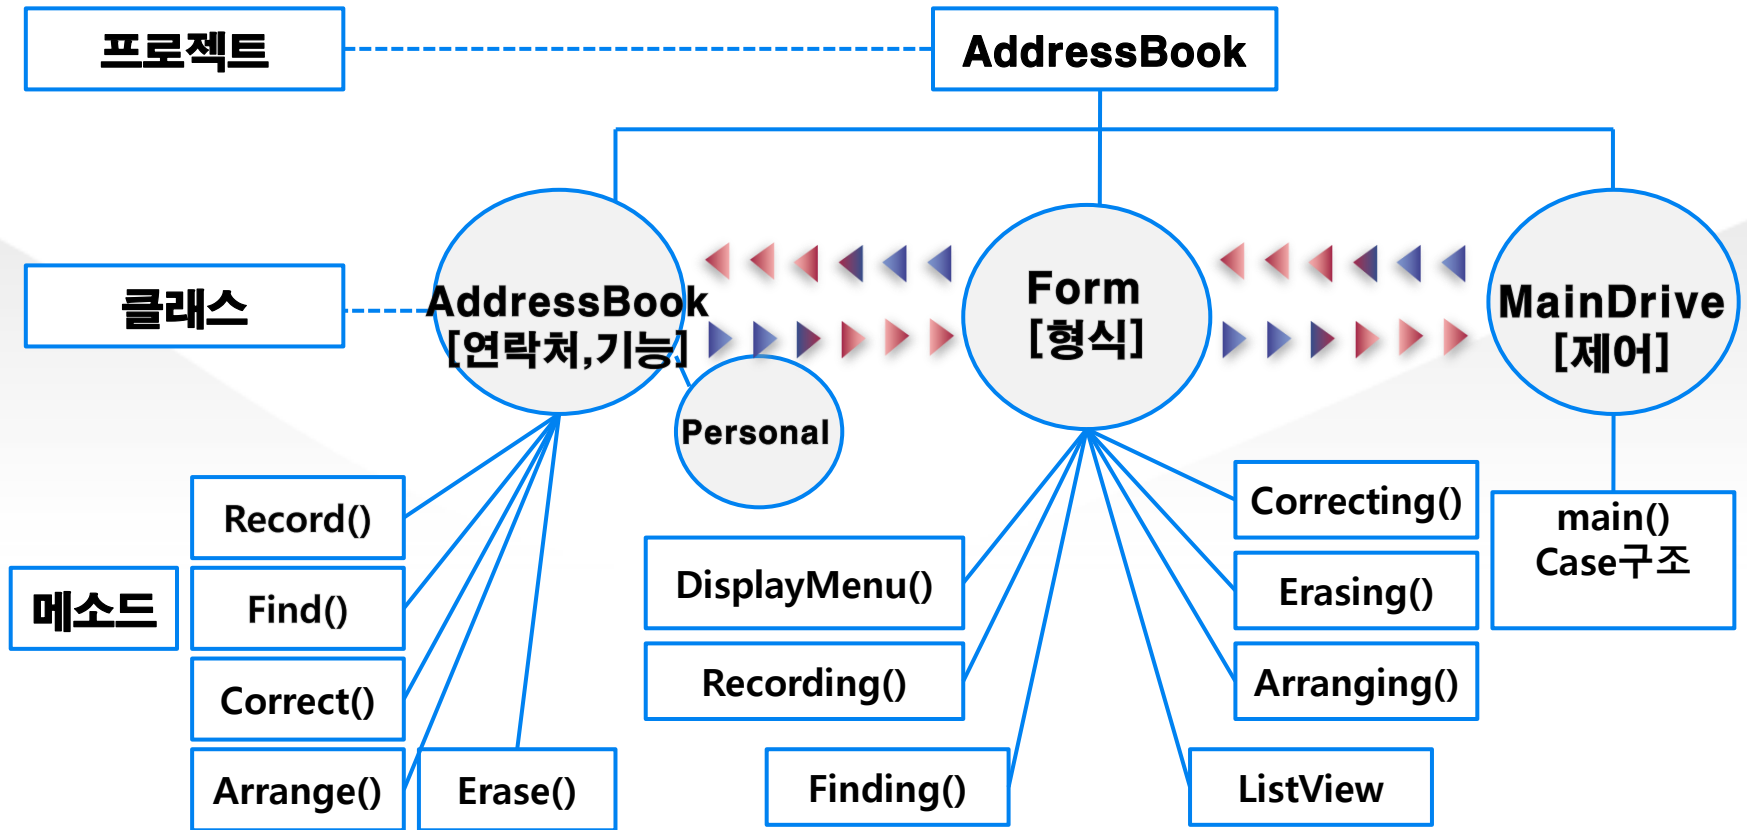 프로젝트
AddressBook
클래스
AddressBook
[연락처,기능]
Personal
Form
[형식]
MainDrive
[제어]
메소드
Record()
Find()
Correct()
Arrange()
Erase()
DisplayMenu()
Recording()
Finding()
Correcting()
Erasing()
Arranging()
ListView
main()
Case구조